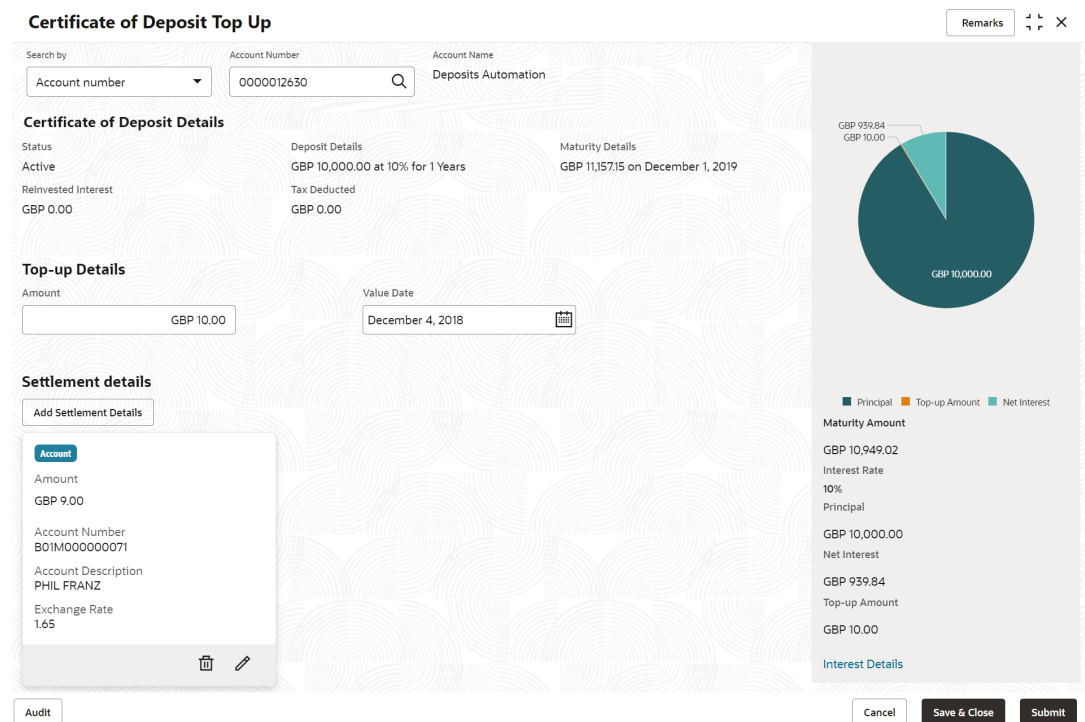 Certificate of Deposit Top Up
Remarks
Search by
Account Number
Account Name
Account number
0000012630
Deposits Automation
Certificate of Deposit Details
Status
Deposit Details
Maturity Details
Active
GBP 10,000.00 at 10% for 1 Years
GBP 11,157.15 on December 1, 2019
Reinvested Interest
Tax Deducted
GBP 0.00
GBP 0.00
Top-up Details
Amount
Value Date
GBP 10.00
December 4, 2018
Settlement details
Add Settlement Details
Account
Amount
GBP 9.00
Account Number
B01M000000071
Account Description
PHIL FRANZ
Exchange Rate
1.65
GBP 939.84
GBP 10.00
GBP 10,000.00
Principal
Top-up Amount
Net Interest
Maturity Amount
GBP 10,949.02
Interest Rate
10%
Principal
GBP 10,000.00
Net Interest
GBP 939.84
Top-up Amount
GBP 10.00
Interest Details
Audit
Cancel
Save & Close
Submit